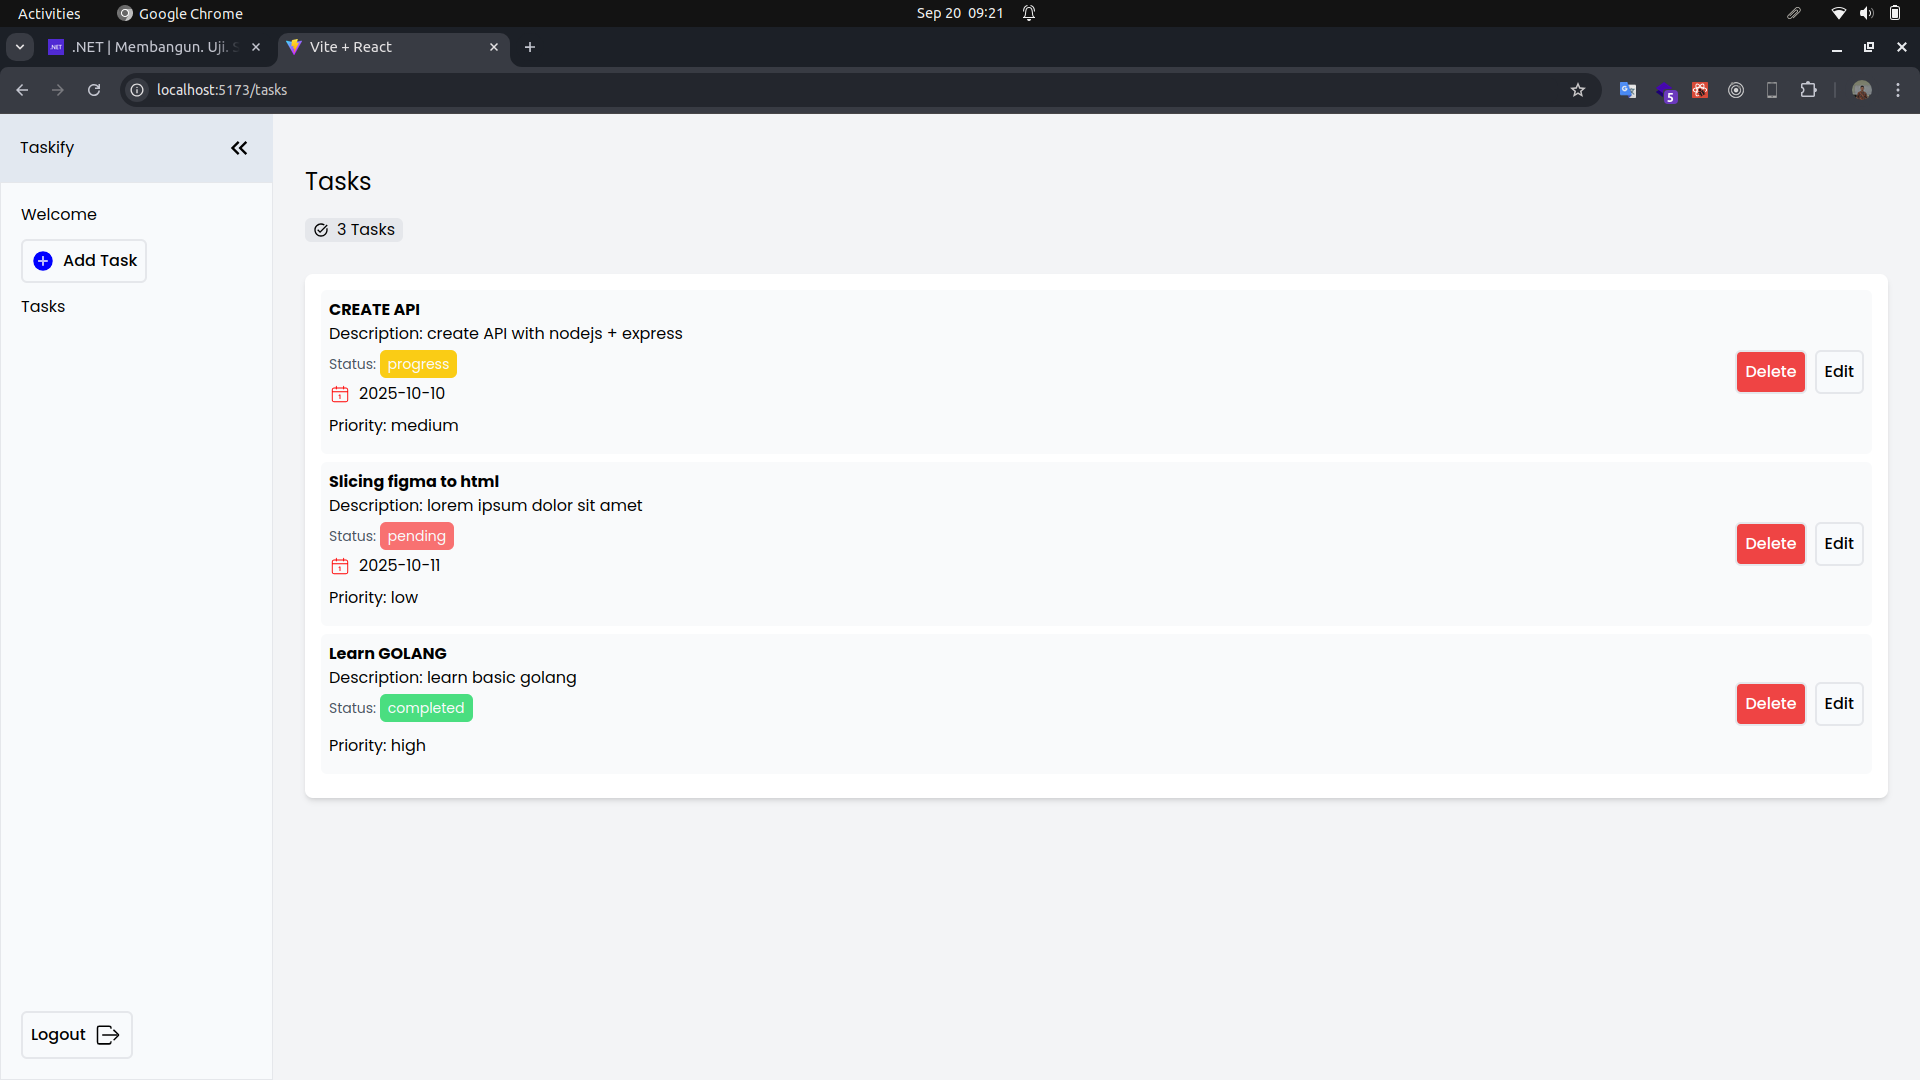 Activities
Google Chrome
Sep 20 09:21
.NET | Membangun. Uji.
Vite + React
localhost:5173/tasks
5
Taskify
Welcome
Add Task
Tasks
Logout
Tasks
3 Tasks
CREATE API
Description: create API with nodejs + express
Status: progress
2025-10-10
Priority: medium
Delete
Edit
Slicing figma to html
Description: lorem ipsum dolor sit amet
Status: pending
2025-10-11
Priority: low
Delete
Edit
Learn GOLANG
Description: learn basic golang
Status: completed
Priority: high
Delete
Edit